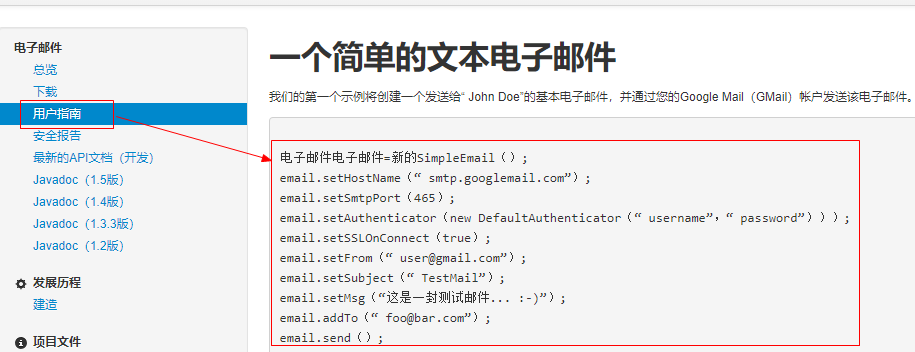 电子邮件
总览
下载
用户指南
安全报告
最新的API文档（开发）
Javadoc（1.5版）
Javadoc（1.4版）
Javadoc（1.3.3版）
Javadoc（1.2版）
发展历程
建造
项目文件
一个简单的文本电子邮件
我们的第一个示例将创建一个发送给“ John Doe”的基本电子邮件，并通过您的Google Mail（GMail）帐户发送该电子邮件。
电子邮件电子邮件=新的SimpleEmail（）;
email.setHostName（“ smtp.googlemail.com”）;
email.setSmtpPort（465）;
email.setAuthenticator（new DefaultAuthenticator（“ username”，“ password”））);
email.setSSLOnConnect（true）;
email.setFrom（“ user@gmail.com”）;
email.setSubject（“ TestMail”）;
email.setMsg（“这是一封测试邮件... :-)”）;
email.addTo（“ foo@bar.com”）;
email.send（）;